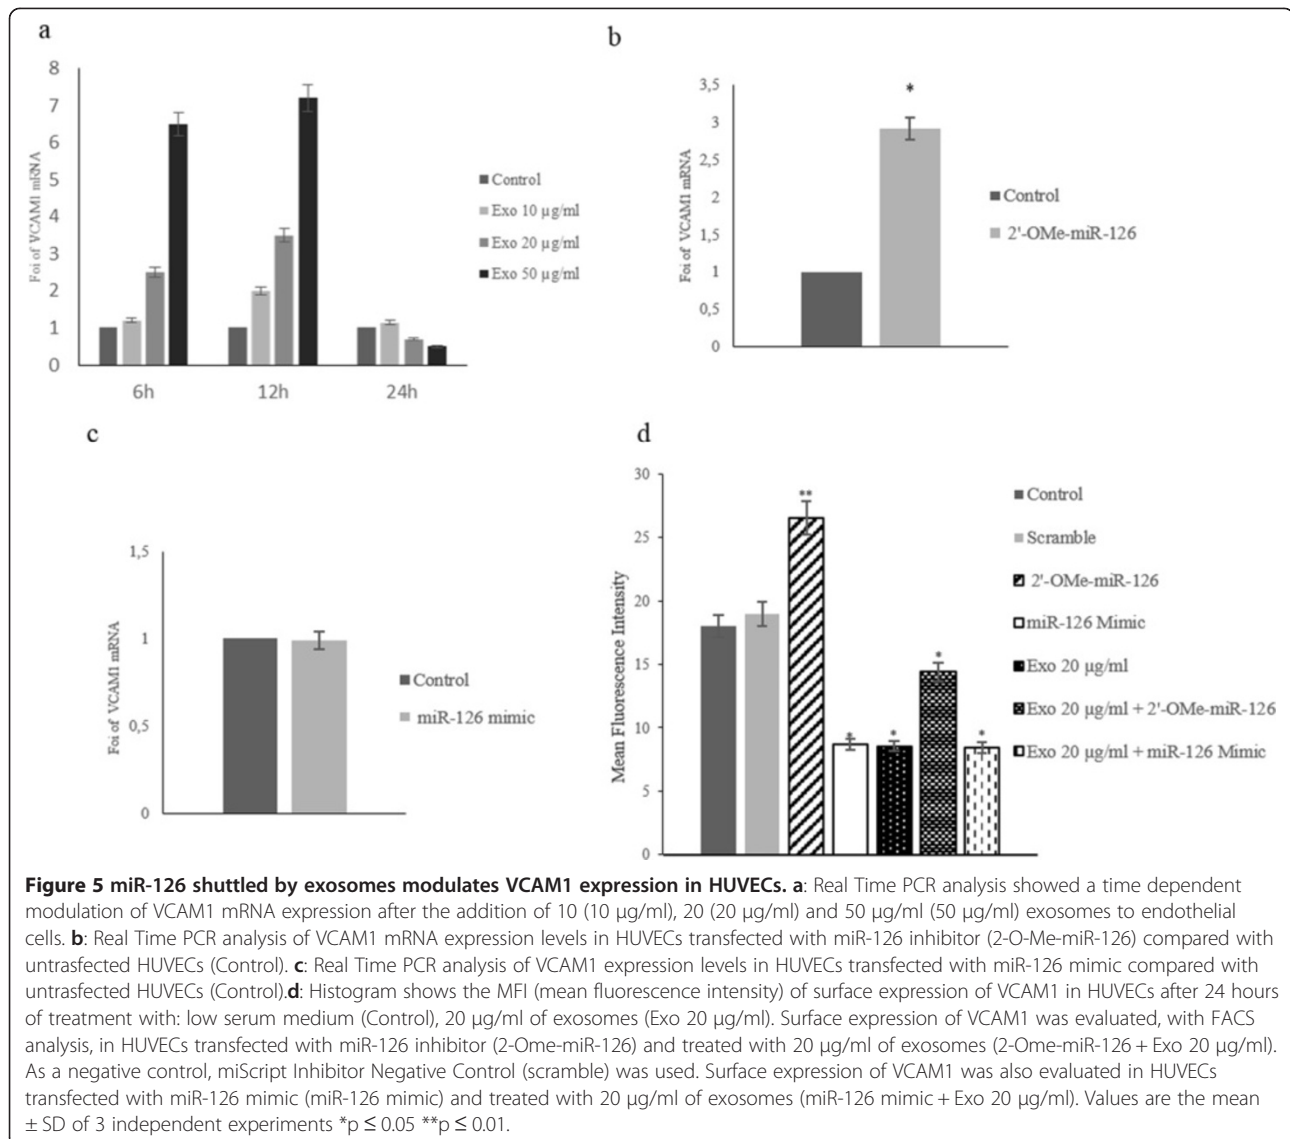 a
8
7
6
5
4
3
2
1
0
Foi of VCAM1 mRNA
6h
12h
24h
Control
Exo 10 µg/ml
Exo 20 µg/ml
Exo 50 µg/ml
b
3,5
3
2,5
2
1,5
1
0,5
0
Foi of VCAM1 mRNA
*
Control
2'-OMe-miR-126
c
1,5
1
0,5
0
Foi of VCAM1 mRNA
Control
miR-126 mimic
d
30
25
20
15
10
5
0
Mean Fluorescence Intensity
**
*
*
*
*
Control
Scramble
2'-OMe-miR-126
miR-126 Mimic
Exo 20 µg/ml
Exo 20 µg/ml + 2'-OMe-miR-126
Exo 20 µg/ml + miR-126 Mimic
Figure 5 miR-126 shuttled by exosomes modulates VCAM1 expression in HUVECs. a: Real Time PCR analysis showed a time dependent
modulation of VCAM1 mRNA expression after the addition of 10 (10 µg/ml), 20 (20 µg/ml) and 50 µg/ml (50 µg/ml) exosomes to endothelial
cells. b: Real Time PCR analysis of VCAM1 mRNA expression levels in HUVECs transfected with miR-126 inhibitor (2-O-Me-miR-126) compared with
untrasfected HUVECs (Control). c: Real Time PCR analysis of VCAM1 expression levels in HUVECs transfected with miR-126 mimic compared with
untrasfected HUVECs (Control).d: Histogram shows the MFI (mean fluorescence intensity) of surface expression of VCAM1 in HUVECs after 24 hours
of treatment with: low serum medium (Control), 20 µg/ml of exosomes (Exo 20 µg/ml). Surface expression of VCAM1 was evaluated, with FACS
analysis, in HUVECs transfected with miR-126 inhibitor (2-Ome-miR-126) and treated with 20 µg/ml of exosomes (2-Ome-miR-126 + Exo 20 µg/ml).
As a negative control, miScript Inhibitor Negative Control (scramble) was used. Surface expression of VCAM1 was also evaluated in HUVECs
transfected with miR-126 mimic (miR-126 mimic) and treated with 20 µg/ml of exosomes (miR-126 mimic + Exo 20 µg/ml). Values are the mean
± SD of 3 independent experiments *p ≤ 0.05 **p ≤ 0.01.